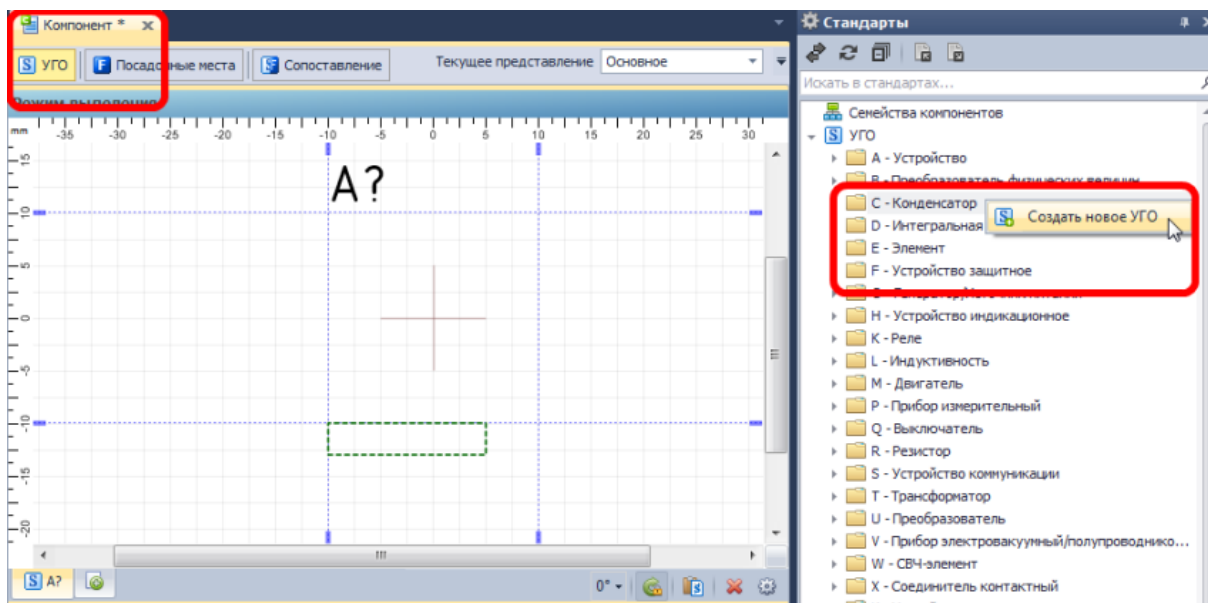 Компонент *
УГО
Посадочные места
Сопоставление
Текущее представление Основное
mm -35 -30 -25 -20 -15 -10 -5 0 5 10 15 20 25 30
15
-10
-5
-0
-5
-10
-15
-20
A?
A?
0°
Стандарты
Искать в стандартах...
Семейства компонентов
УГО
A - Устройство
B - Преобразователь физических величин
C - Конденсатор
Создать новое УГО
D - Интегральная
E - Элемент
F - Устройство защитное
H - Устройство индикационное
K - Реле
L - Индуктивность
M - Двигатель
P - Прибор измерительный
Q - Выключатель
R - Резистор
S - Устройство коммуникации
T - Трансформатор
U - Преобразователь
V - Прибор электровакуумный/полупроводнико...
W - СВЧ-элемент
X - Соединитель контактный